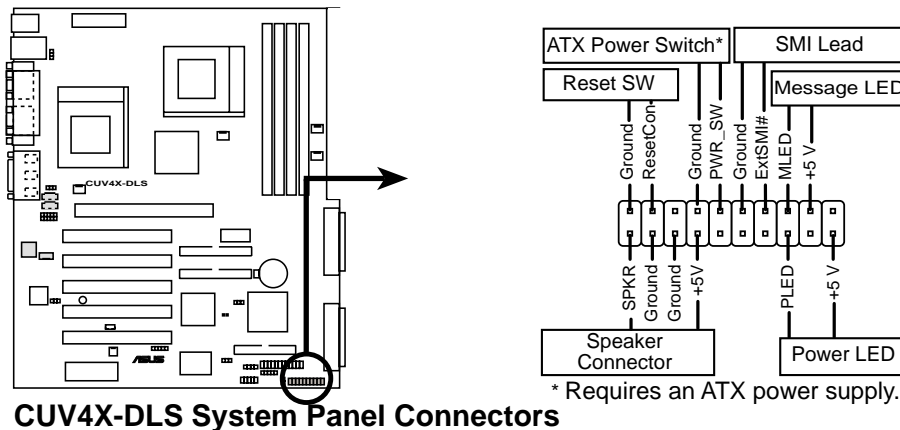 ATX Power Switch*
SMI Lead
Reset SW
Message LED
Ground
ResetCon
Ground
PWR_SW
Ground
ExtSMI#
MLED
+5 V
CUV4X-DLS
SPKR
Ground
Ground
+5V
PLED
+5 V
Speaker
Connector
Power LED
/SUS
* Requires an ATX power supply.
CUV4X-DLS System Panel Connectors